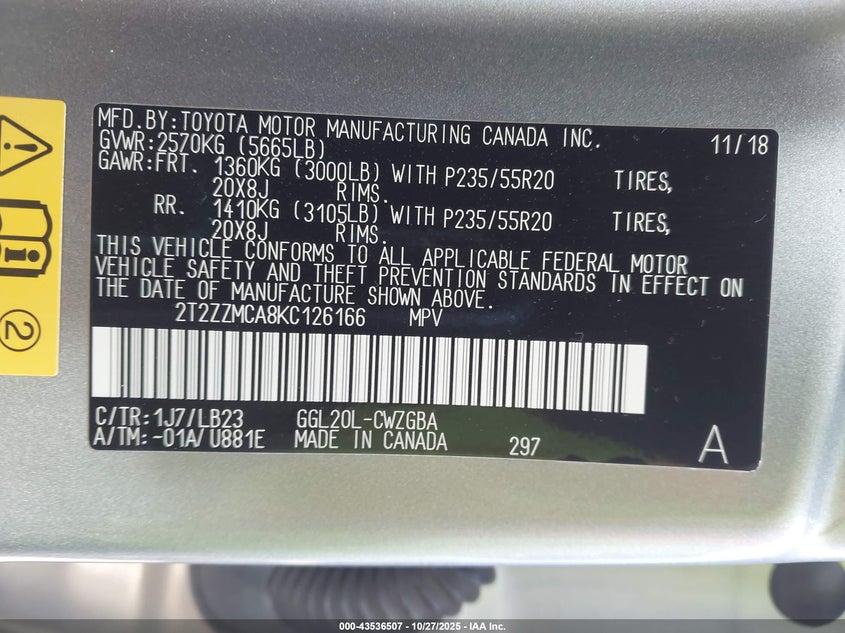 MFD.BY:TOYOTA MOTOR MANUFACTURING CANADA INC. 11/18
GVWR:2570KG (5665LB)
GAWR:FRT. 1360KG (3000LB) WITH P235/55R20 TIRES,
20X8J RIMS.
RR. 1410KG (3105LB) WITH P235/55R20 TIRES,
20X8J RIMS.
THIS VEHICLE CONFORMS TO ALL APPLICABLE FEDERAL MOTOR
VEHICLE SAFETY AND THEFT PREVENTION STANDARDS IN EFFECT ON
THE DATE OF MANUFACTURE SHOWN ABOVE.
2T2ZZMCA8KC126166 MPV
C/TR:1J7/LB23 GGL20L-CWZGBA
A/TM:-01A/U881E MADE IN CANADA 297 A
2
000-43536507 - 10/27/2025 - IAA Inc.